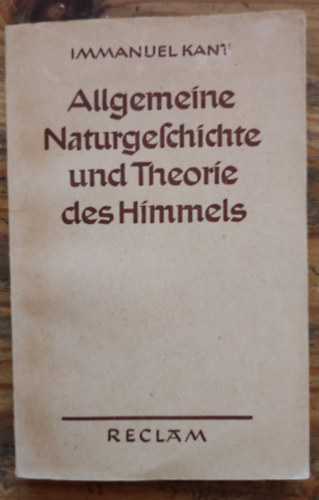 IMMANUEL KANT
Allgemeine
Naturgeſchichte
und Theorie
des Himmels
RECLAM